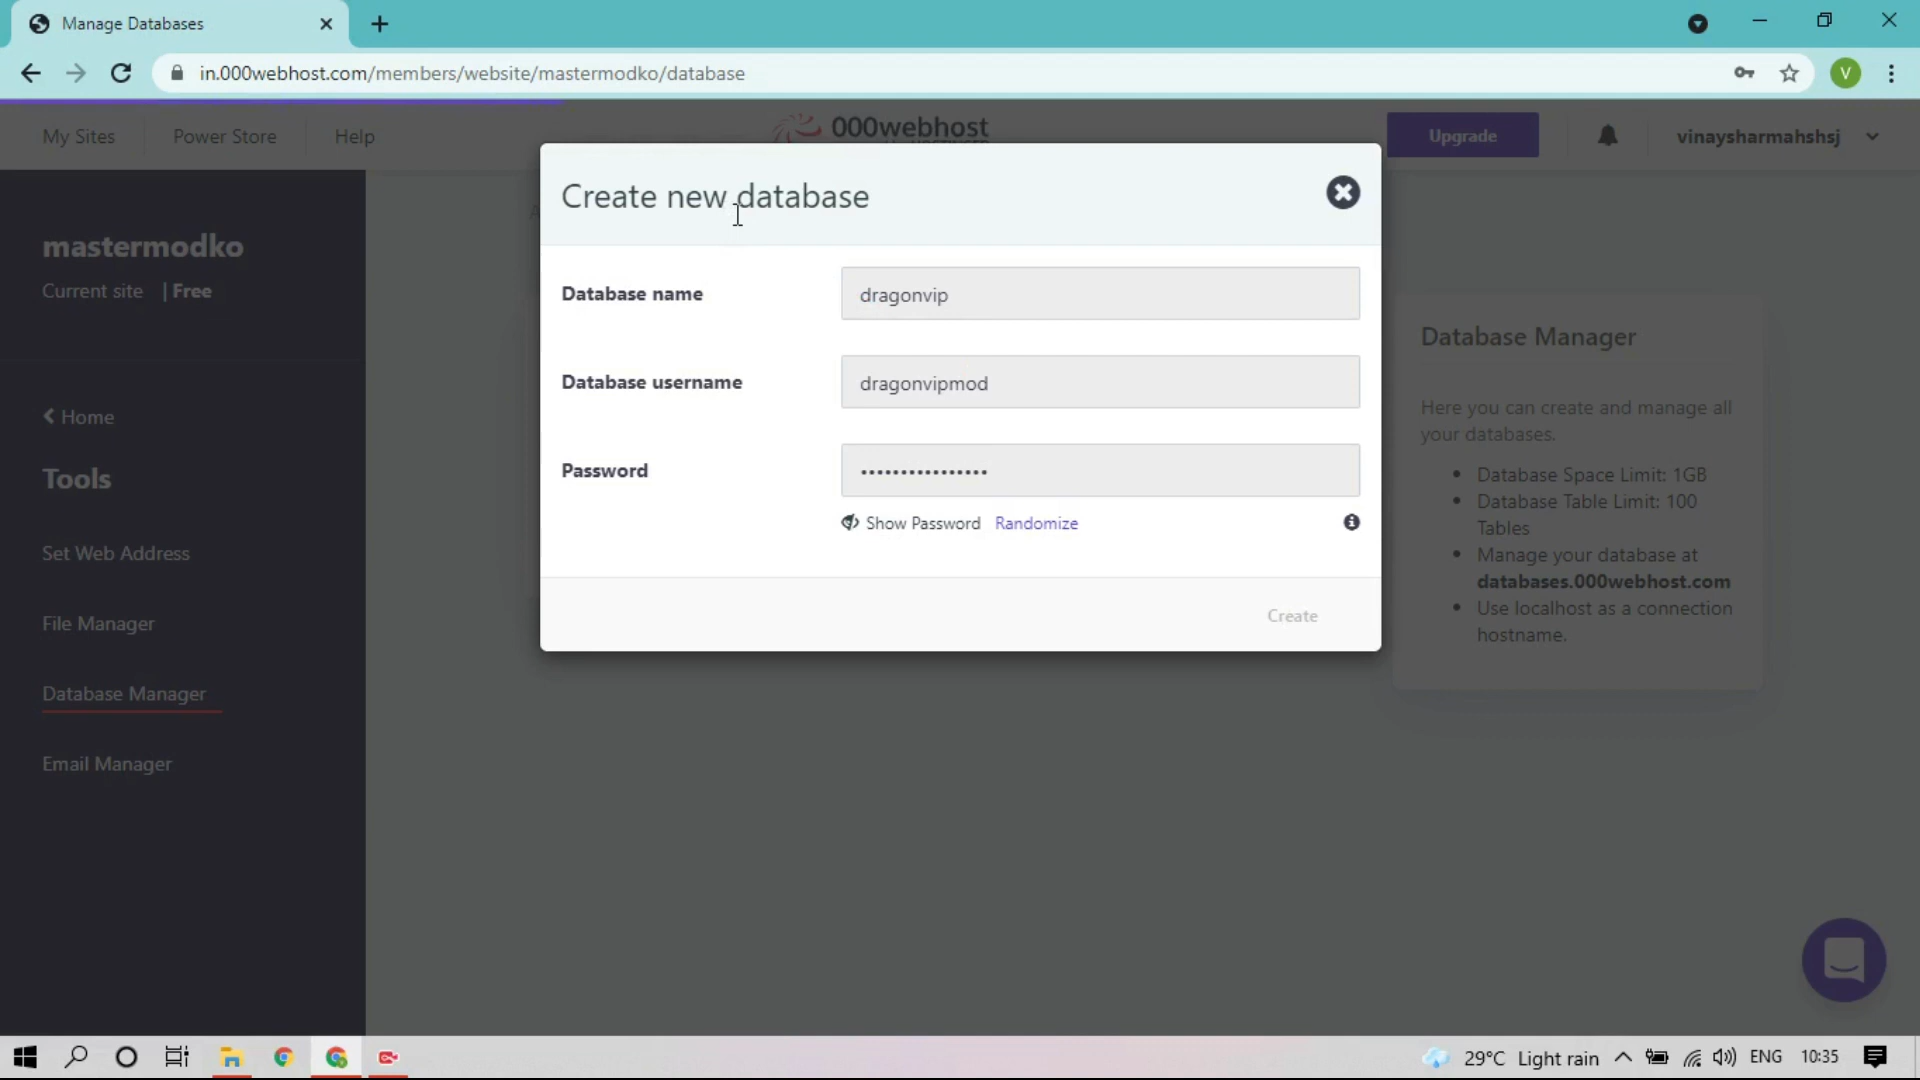 Manage Databases
in.000webhost.com/members/website/mastermodko/database
V
My Sites
Power Store
Help
000webhost
Upgrade
vinaysharmahshsj
mastermodko
Current site | Free
Home
Tools
Set Web Address
File Manager
Database Manager
Email Manager
Create new database
Database name
dragonvip
Database username
dragonvipmod
Password
••••••••••••••••
Show Password Randomize
Create
Database Manager
Here you can create and manage all
your databases.
• Database Space Limit: 1GB
• Database Table Limit: 100
Tables
• Manage your database at
databases.000webhost.com
• Use localhost as a connection
hostname.
29°C Light rain
ENG
10:35